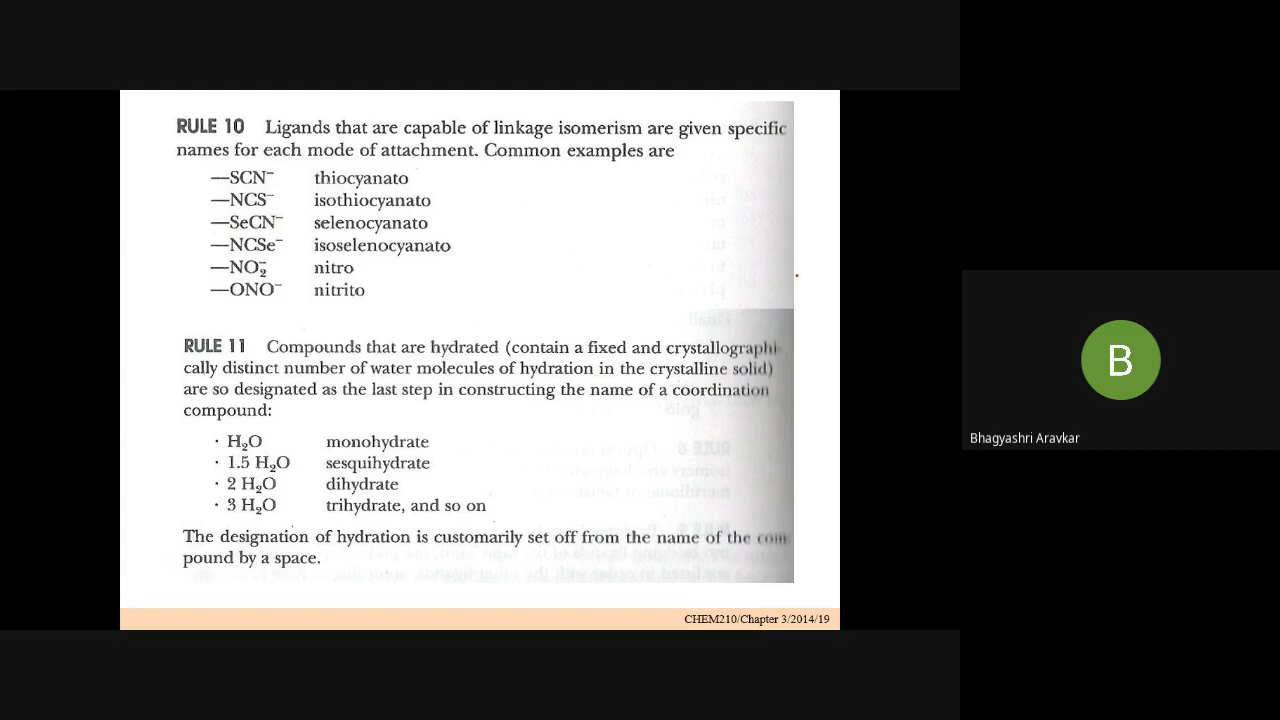 RULE 10 Ligands that are capable of linkage isomerism are given specific
names for each mode of attachment. Common examples are
—SCN⁻ thiocyanato
—NCS⁻ isothiocyanato
—SeCN⁻ selenocyanato
—NCSe⁻ isoselenocyanato
—NO₂⁻ nitro
—ONO⁻ nitrito
RULE 11 Compounds that are hydrated (contain a fixed and crystallographi-
cally distinct number of water molecules of hydration in the crystalline solid)
are so designated as the last step in constructing the name of a coordination
compound:
· H₂O monohydrate
· 1.5 H₂O sesquihydrate
· 2 H₂O dihydrate
· 3 H₂O trihydrate, and so on
The designation of hydration is customarily set off from the name of the com-
pound by a space.
CHEM210/Chapter 3/2014/19
B
Bhagyashri Aravkar